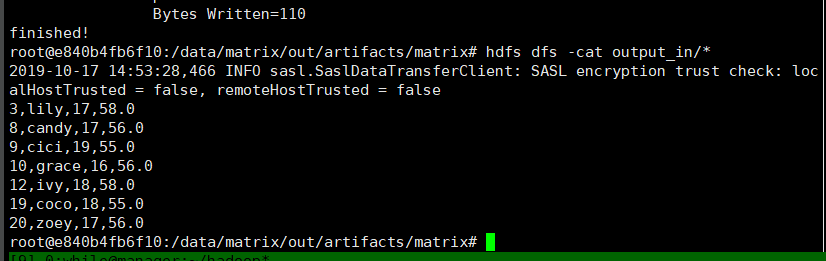 Bytes Written=110
finished!
root@e840b4fb6f10:/data/matrix/out/artifacts/matrix# hdfs dfs -cat output_in/*
2019-10-17 14:53:28,466 INFO sasl.SaslDataTransferClient: SASL encryption trust check: loc
alHostTrusted = false, remoteHostTrusted = false
3,lily,17,58.0
8,candy,17,56.0
9,cici,19,55.0
10,grace,16,56.0
12,ivy,18,58.0
19,coco,18,55.0
20,zoey,17,56.0
root@e840b4fb6f10:/data/matrix/out/artifacts/matrix#